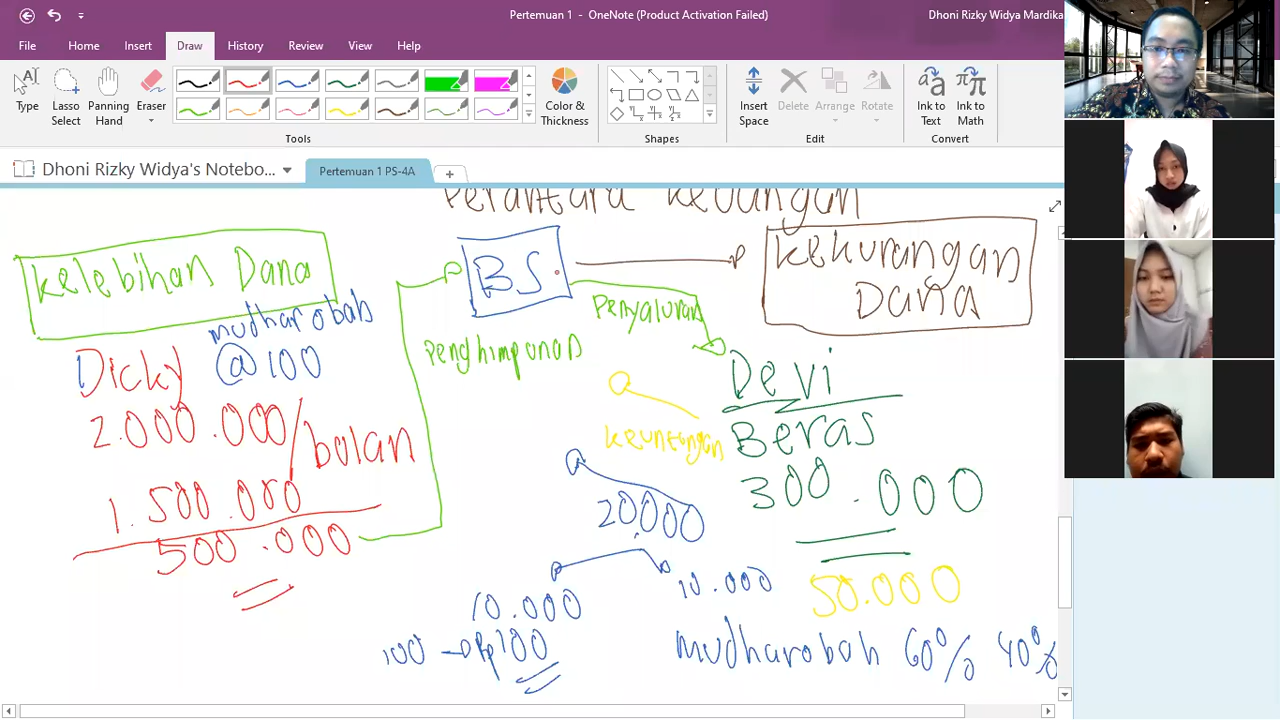 Pertemuan 1 - OneNote (Product Activation Failed)
Dhoni Rizky Widya Mardika
File
Home
Insert
Draw
History
Review
View
Help
Type
Lasso Select
Panning Hand
Eraser
Color & Thickness
Insert Space
Delete
Arrange
Rotate
Ink to Text
Ink to Math
Tools
Shapes
Edit
Convert
Dhoni Rizky Widya's Notebo...
Pertemuan 1 PS-4A
Perantara Keuangan
Kelebihan Dana
BS
Kekurangan
Dana
mudharobah
@100
Penyaluran
Penghimpunan
Dicky
2.000.000/bulan
1.500.000
500.000
Devi
Beras
300.000
keuntungan
20.000
10.000
10.000
50.000
100 → Rp100
mudharobah 60% 40%